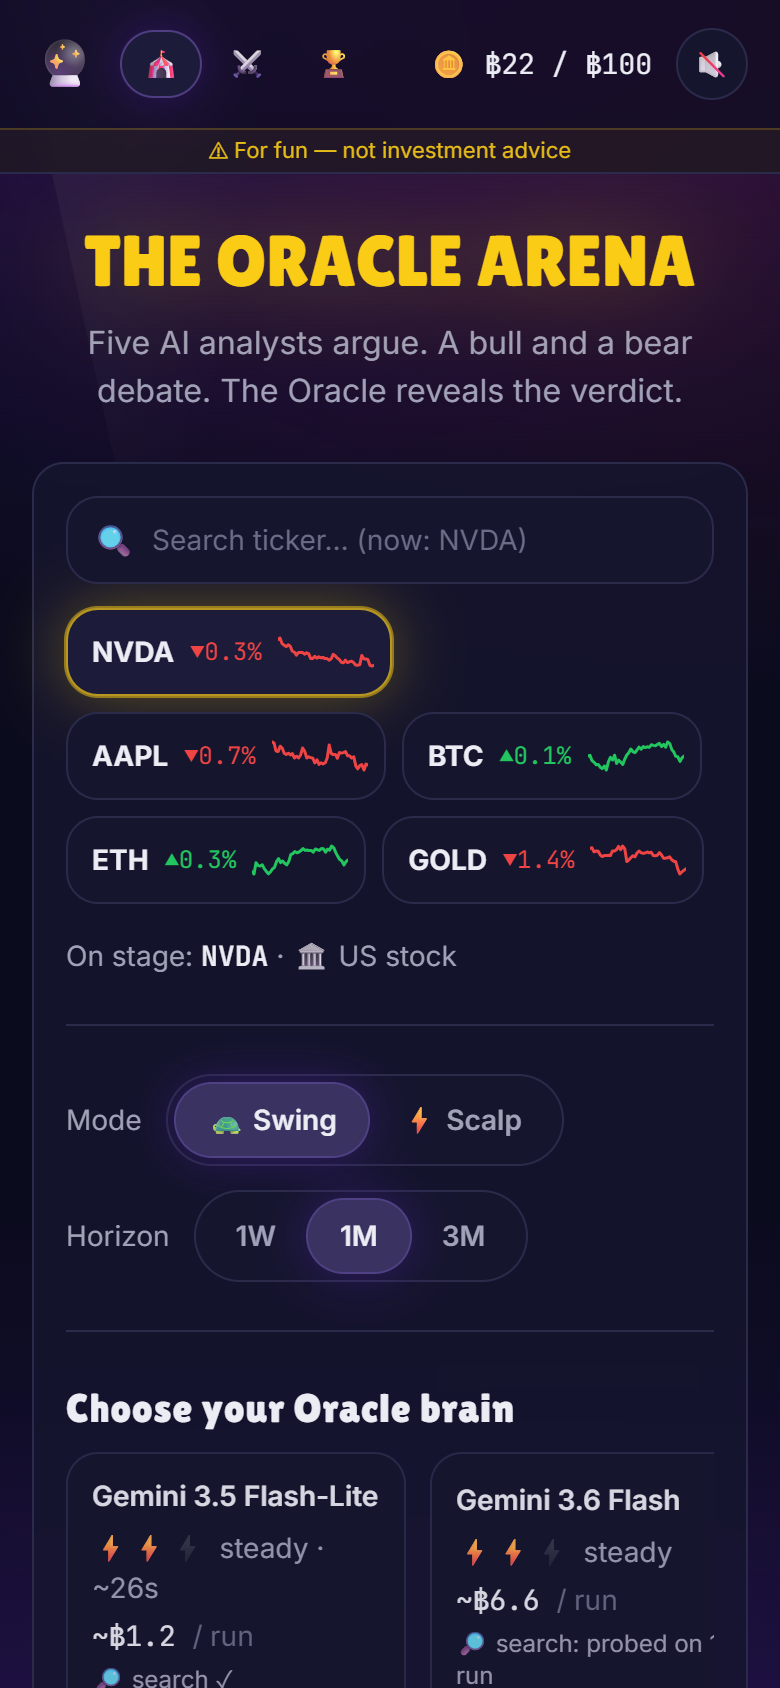 ฿22 / ฿100
⚠ For fun — not investment advice
THE ORACLE ARENA
Five AI analysts argue. A bull and a bear
debate. The Oracle reveals the verdict.
Search ticker... (now: NVDA)
NVDA ▼0.3%
AAPL ▼0.7% BTC ▲0.1%
ETH ▲0.3% GOLD ▼1.4%
On stage: NVDA · US stock
Mode Swing Scalp
Horizon 1W 1M 3M
Choose your Oracle brain
Gemini 3.5 Flash-Lite
steady ·
~26s
~฿1.2 / run
search ✓
Gemini 3.6 Flash
steady
~฿6.6 / run
search: probed on
run